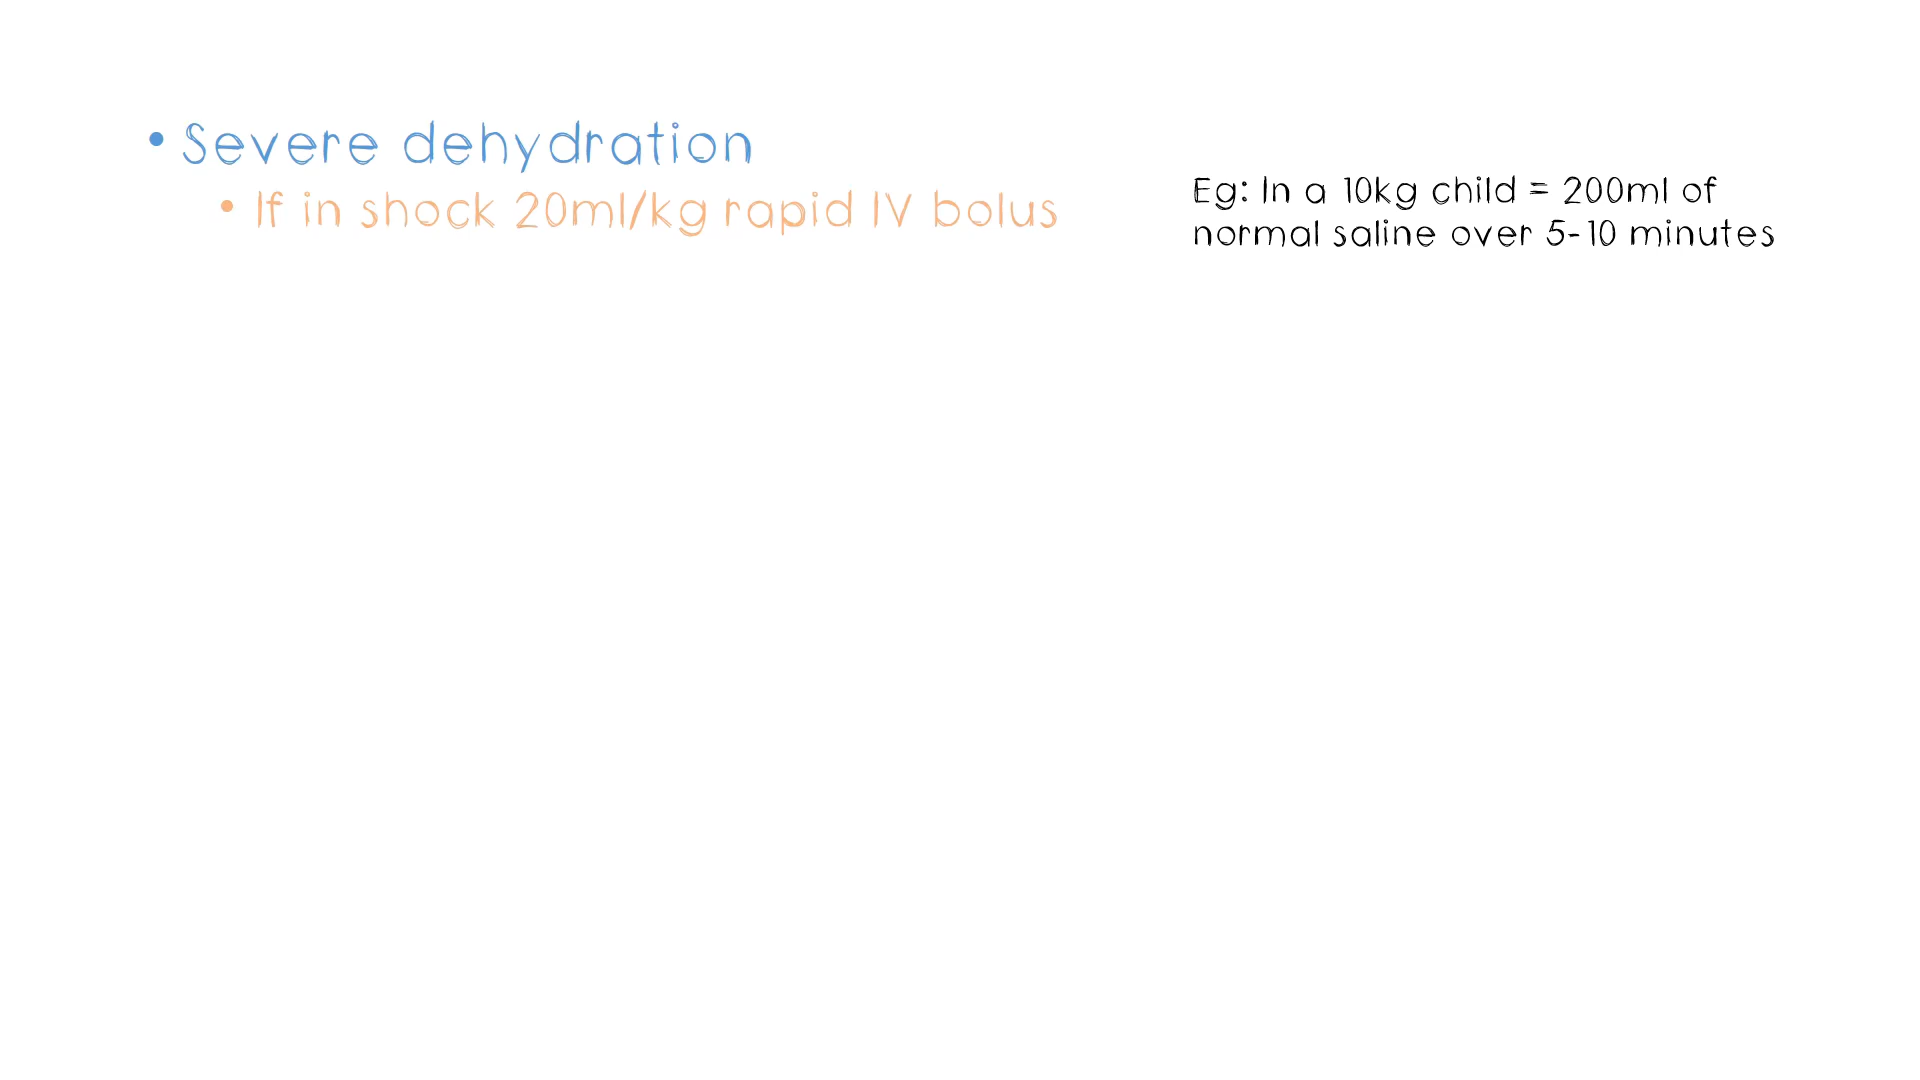 • Severe dehydration
• If in shock 20ml/kg rapid IV bolus
Eg: In a 10kg child = 200ml of
normal saline over 5-10 minutes